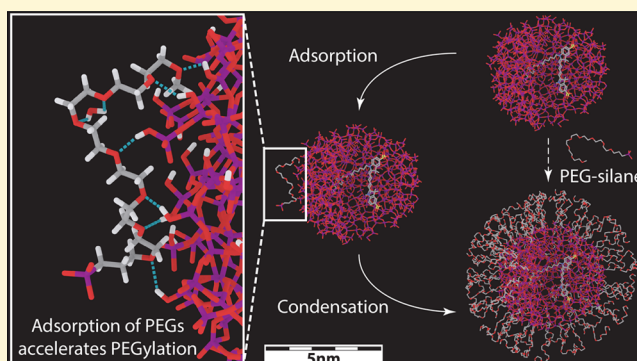 Adsorption
PEG-silane
Condensation
Adsorption of PEGs
accelerates PEGylation
5nm